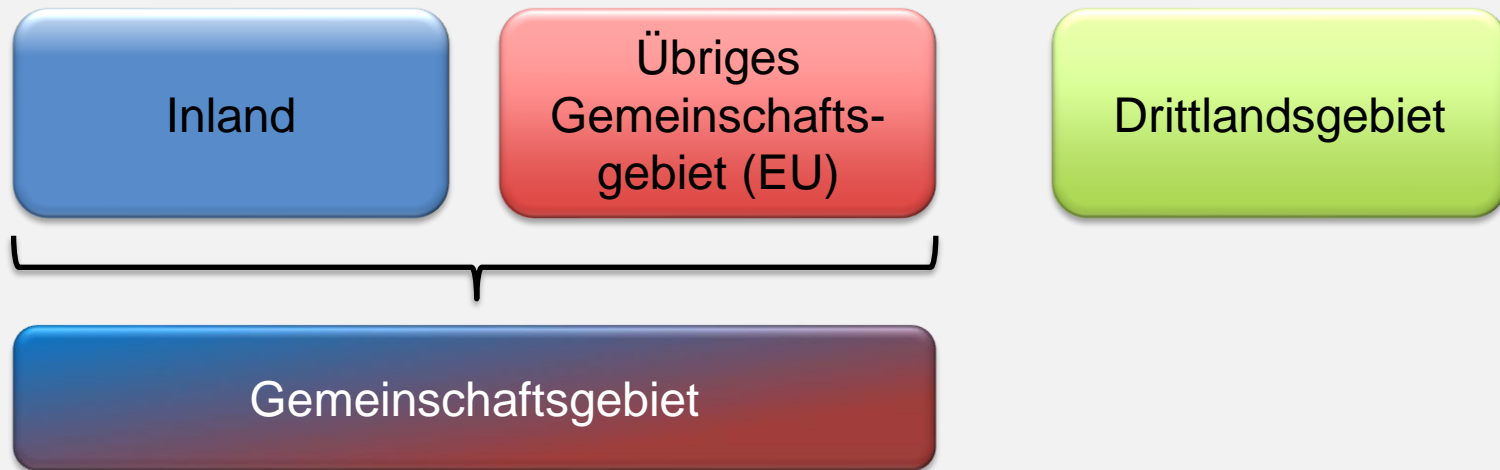 Inland
Übriges
Gemeinschafts-
gebiet (EU)
Drittlandsgebiet
Gemeinschaftsgebiet